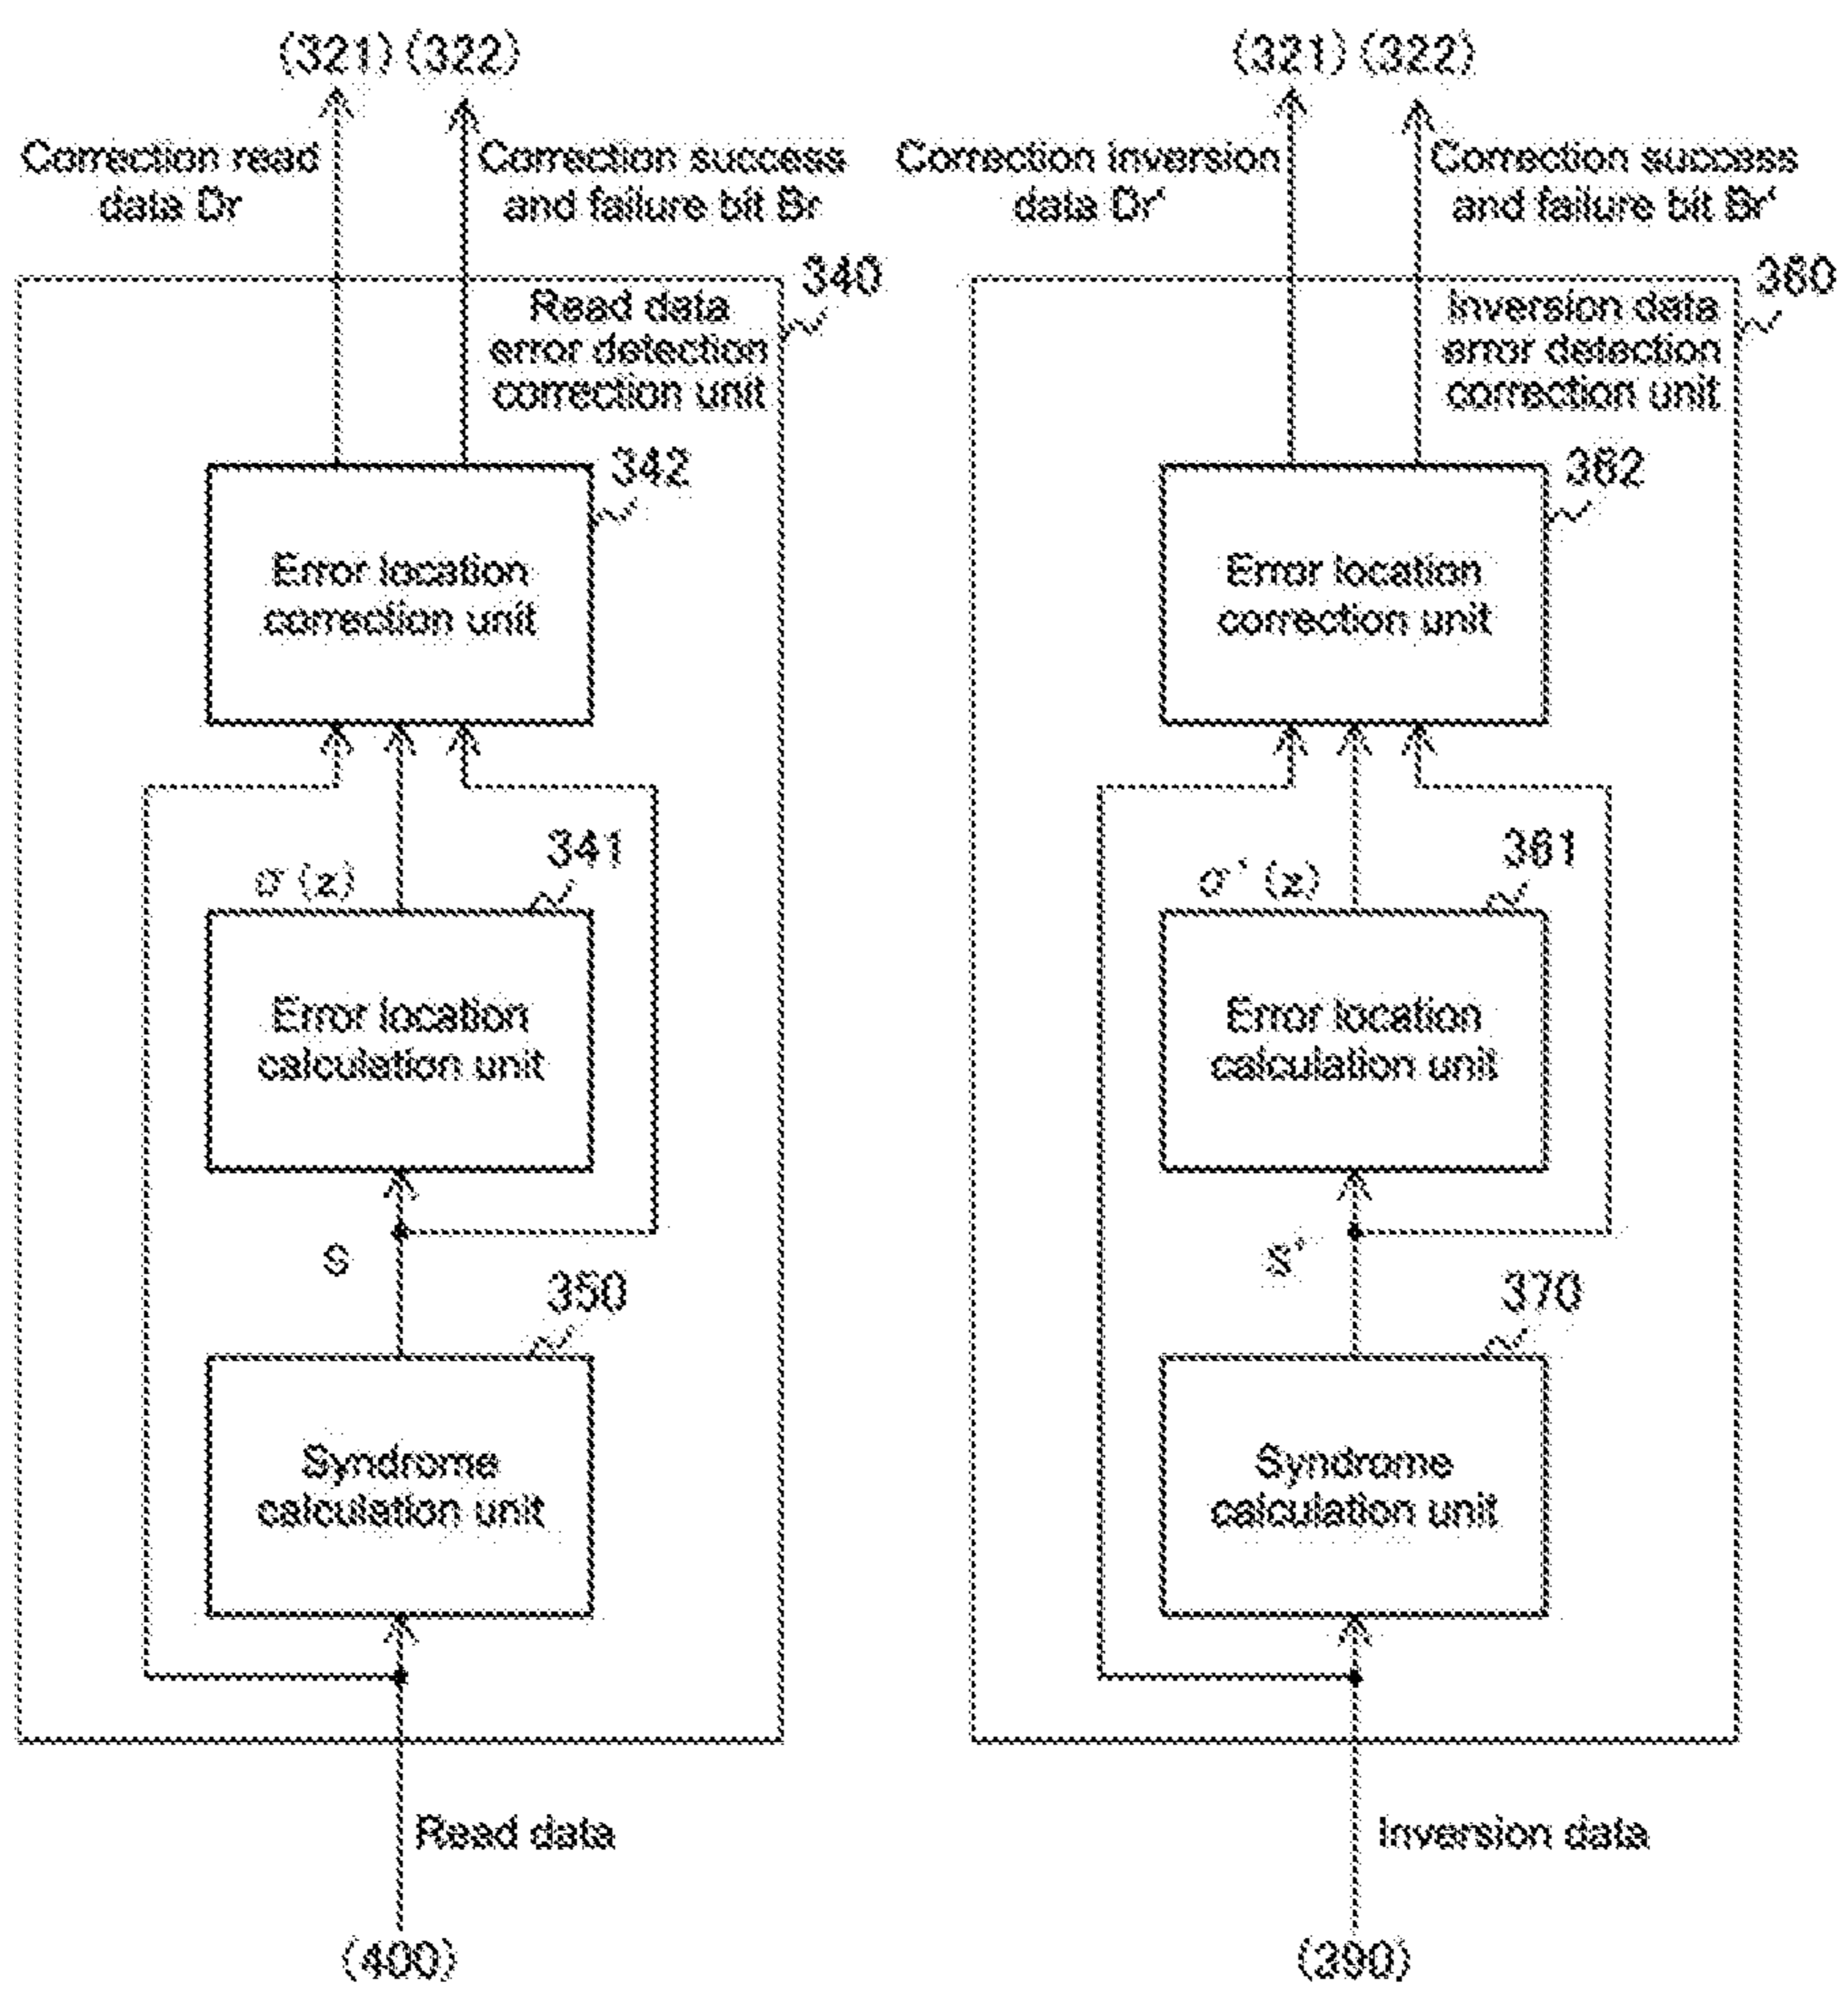 (321) (322)
Correction read
data Dr
Correction success
and failure bit Br
340
Read data
error detection
correction unit
342
Error location
correction unit
341
σ (z)
Error location
calculation unit
S
350
Syndrome
calculation unit
Read data
(400)
(321) (322)
Correction inversion
data Dr'
Correction success
and failure bit Br'
360
Inversion data
error detection
correction unit
362
Error location
correction unit
361
σ' (z)
Error location
calculation unit
S'
370
Syndrome
calculation unit
Inversion data
(390)